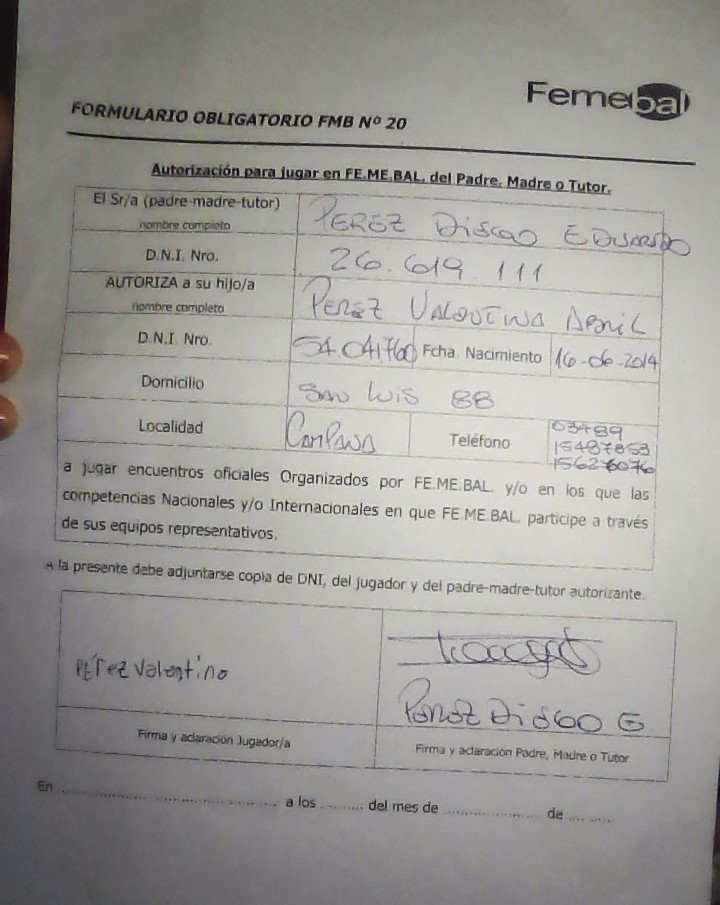 Femebal
FORMULARIO OBLIGATORIO FMB Nº 20
Autorización para jugar en FE.ME.BAL. del Padre, Madre o Tutor.
El Sr/a (padre-madre-tutor)
nombre completo
PEREZ Diego EDUARDO
D.N.I. Nro.
26.619.111
AUTORIZA a su hijo/a
nombre completo
PEREZ VALENTINO ABRIL
D.N.I. Nro.
54.041.760
Fcha. Nacimiento
16-06-2014
Domicilio
San Luis 88
Localidad
Campana
Teléfono
03489
15487853
156276076
a jugar encuentros oficiales Organizados por FE.ME.BAL. y/o en los que las
competencias Nacionales y/o Internacionales en que FE.ME.BAL. participe a través
de sus equipos representativos.
A la presente debe adjuntarse copia de DNI, del jugador y del padre-madre-tutor autorizante.
Pérez Valentino
Perez Diego E
Firma y aclaración Jugador/a
Firma y aclaración Padre, Madre o Tutor
En .................................................... a los ......... del mes de ..................... de ..........